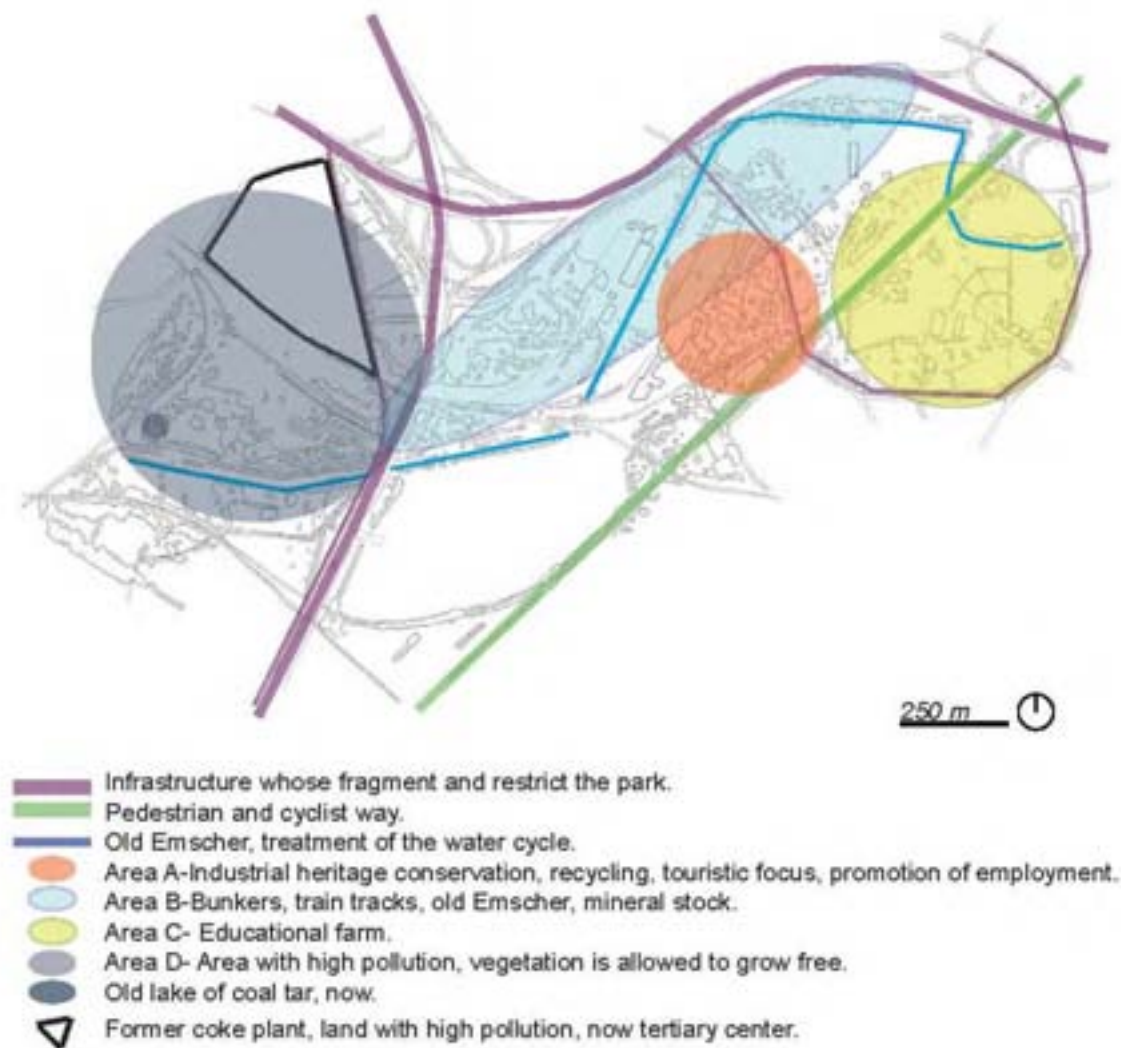 250 m
Infrastructure whose fragment and restrict the park.
Pedestrian and cyclist way.
Old Emscher, treatment of the water cycle.
Area A-Industrial heritage conservation, recycling, touristic focus, promotion of employment.
Area B-Bunkers, train tracks, old Emscher, mineral stock.
Area C- Educational farm.
Area D- Area with high pollution, vegetation is allowed to grow free.
Old lake of coal tar, now.
Former coke plant, land with high pollution, now tertiary center.